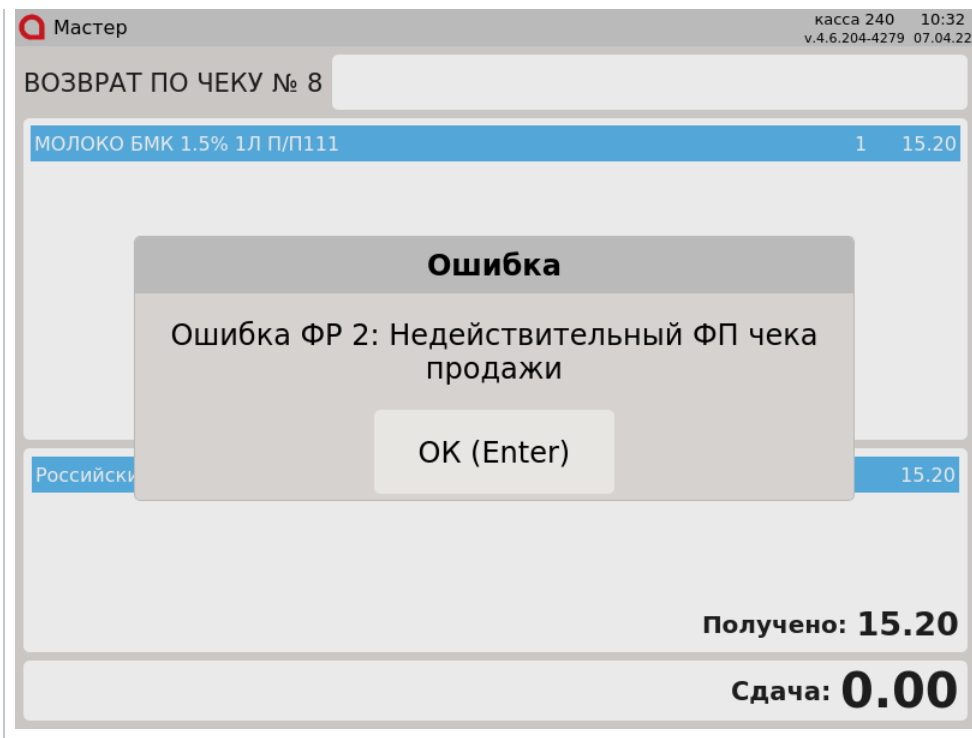 Мастер
касса 240 10:32
v.4.6.204-4279 07.04.22
ВОЗВРАТ ПО ЧЕКУ № 8
МОЛОКО БМК 1.5% 1Л П/П111 1 15.20
Ошибка
Ошибка ФР 2: Недействительный ФП чека
продажи
ОК (Enter)
Российски 15.20
Получено: 15.20
Сдача: 0.00